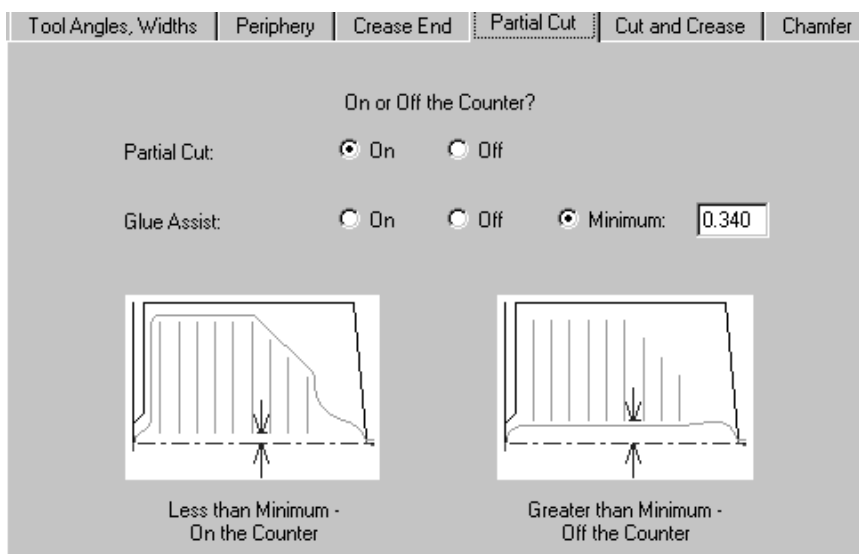 Tool Angles, Widths Periphery Crease End Partial Cut Cut and Crease Chamfer
On or Off the Counter?
Partial Cut: On Off
Glue Assist: On Off Minimum: 0.340
Less than Minimum - Greater than Minimum -
On the Counter Off the Counter